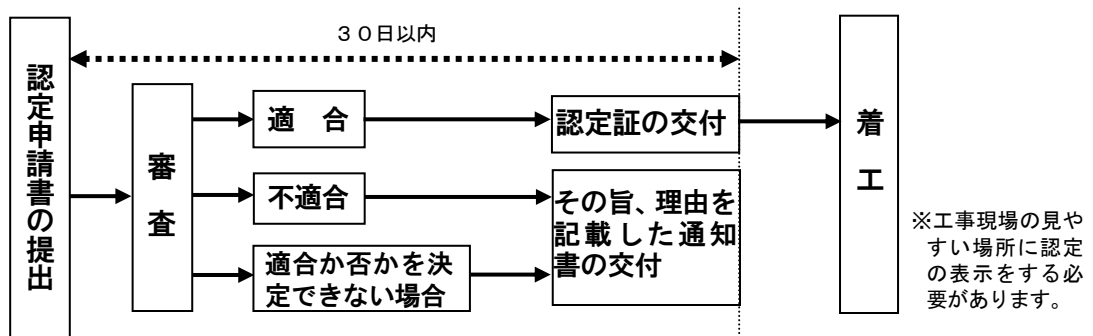 ３０日以内
認定申請書の提出
審査
適　合
不適合
適合か否かを決
定できない場合
認定証の交付
その旨、理由を
記載した通知
書の交付
着工
※工事現場の見や
すい場所に認定
の表示をする必
要があります。